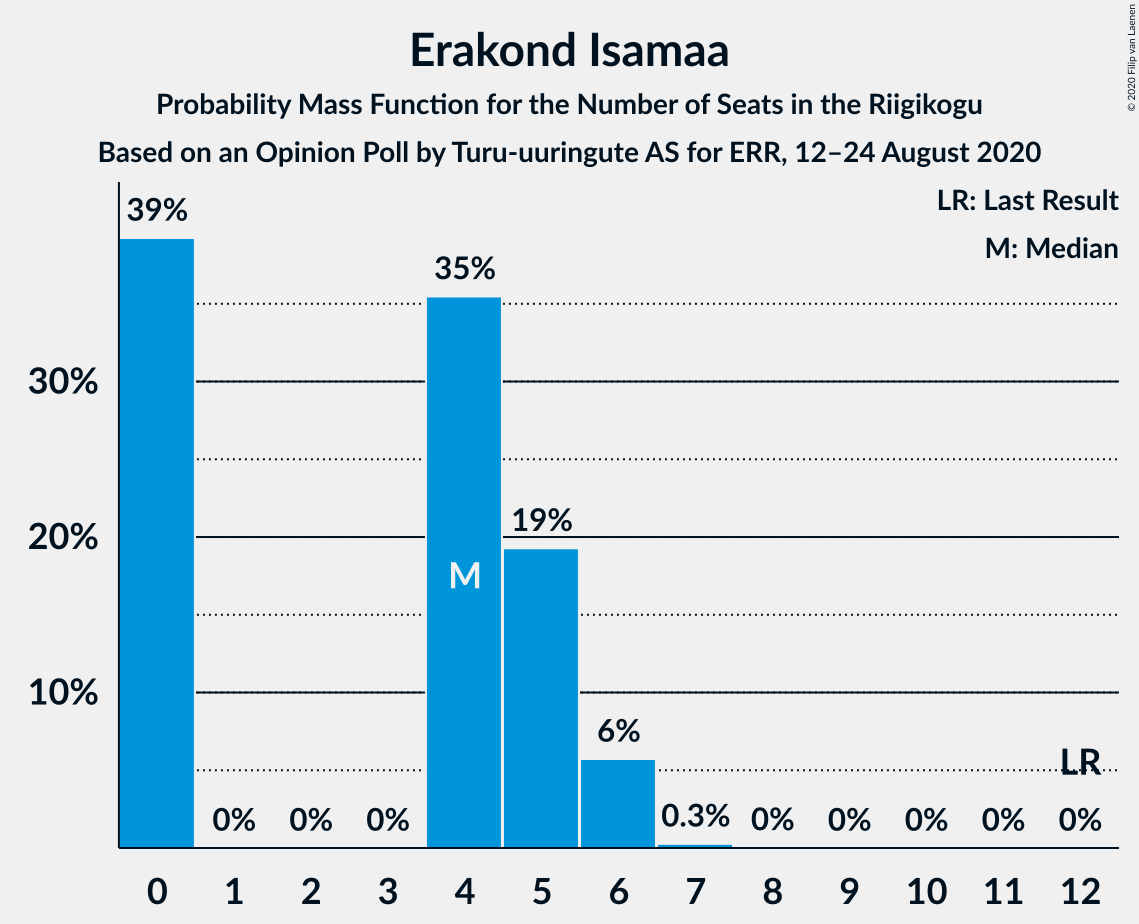 © 2020 Filip van Laenen
Erakond Isamaa
Probability Mass Function for the Number of Seats in the Riigikogu
Based on an Opinion Poll by Turu-uuringute AS for ERR, 12–24 August 2020
LR: Last Result
M: Median
39%
35%
30%
20%
19%
M
10%
6%
LR
0% 0% 0% 0.3% 0% 0% 0% 0% 0%
0 1 2 3 4 5 6 7 8 9 10 11 12